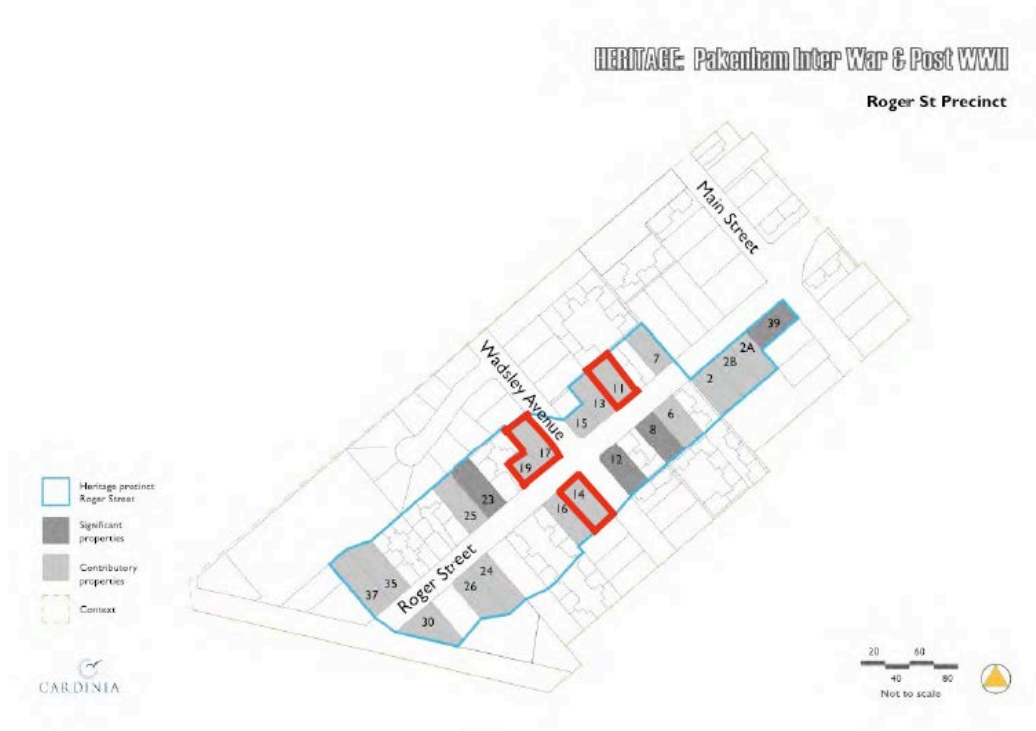 HERITAGE: Pakenham Inter War & Post WWII
Roger St Precinct
Main Street
39
2A
2B
2
7
Wadsley Avenue
11
13
15
6
8
12
17
19
14
16
23
25
Roger Street
24
26
35
37
30
Heritage precinct
Roger Street
Significant
properties
Contributory
properties
Context
CARDINIA
20 60
40 80
Not to scale